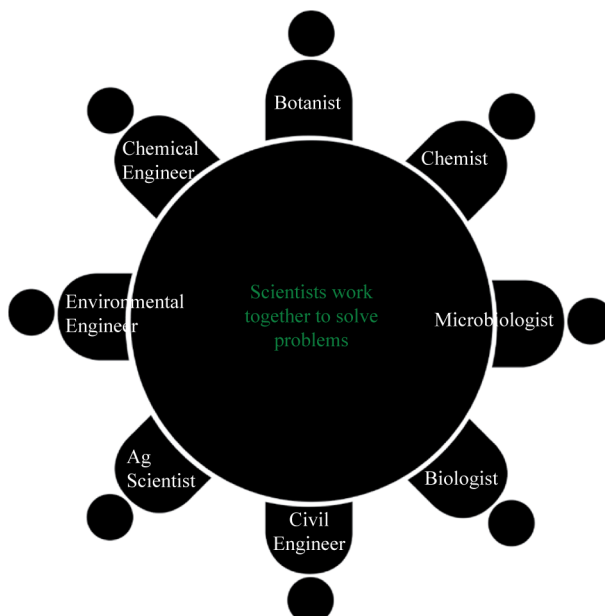 Botanist
Chemical
Engineer
Chemist
Environmental
Engineer
Scientists work
together to solve
problems
Microbiologist
Ag
Scientist
Biologist
Civil
Engineer